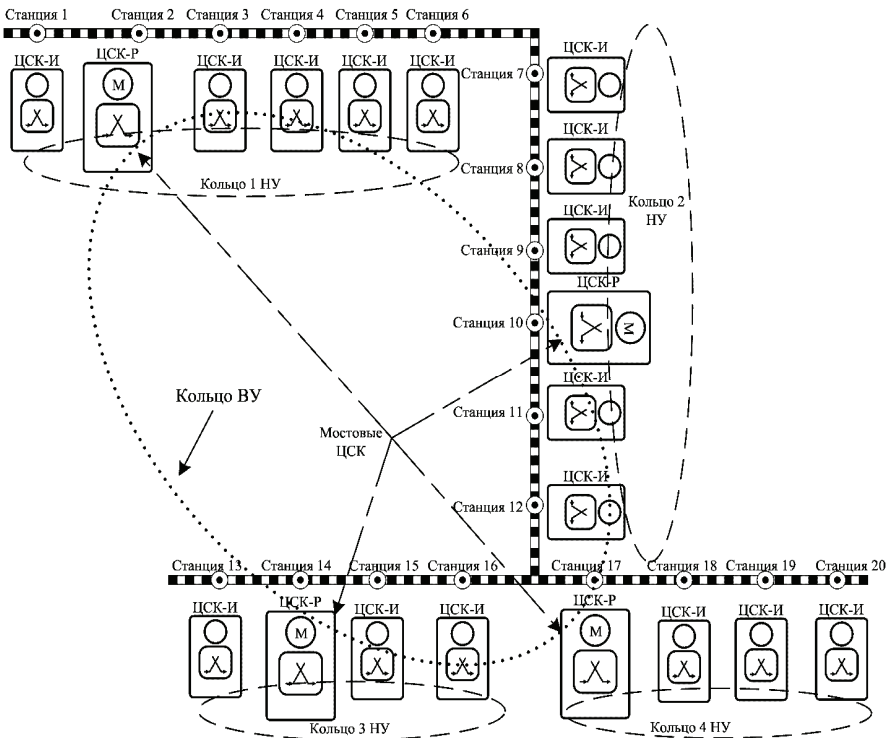 Станция 1
Станция 2
Станция 3
Станция 4
Станция 5
Станция 6
ЦСК-И
ЦСК-Р
ЦСК-И
ЦСК-И
ЦСК-И
ЦСК-И
М
Кольцо 1 НУ
Станция 7
ЦСК-И
Станция 8
ЦСК-И
Кольцо 2
НУ
Станция 9
ЦСК-И
Станция 10
ЦСК-Р
М
Станция 11
ЦСК-И
Станция 12
ЦСК-И
Кольцо ВУ
Мостовые
ЦСК
Станция 13
Станция 14
Станция 15
Станция 16
Станция 17
Станция 18
Станция 19
Станция 20
ЦСК-И
ЦСК-Р
ЦСК-И
ЦСК-И
ЦСК-Р
ЦСК-И
ЦСК-И
ЦСК-И
М
М
Кольцо 3 НУ
Кольцо 4 НУ